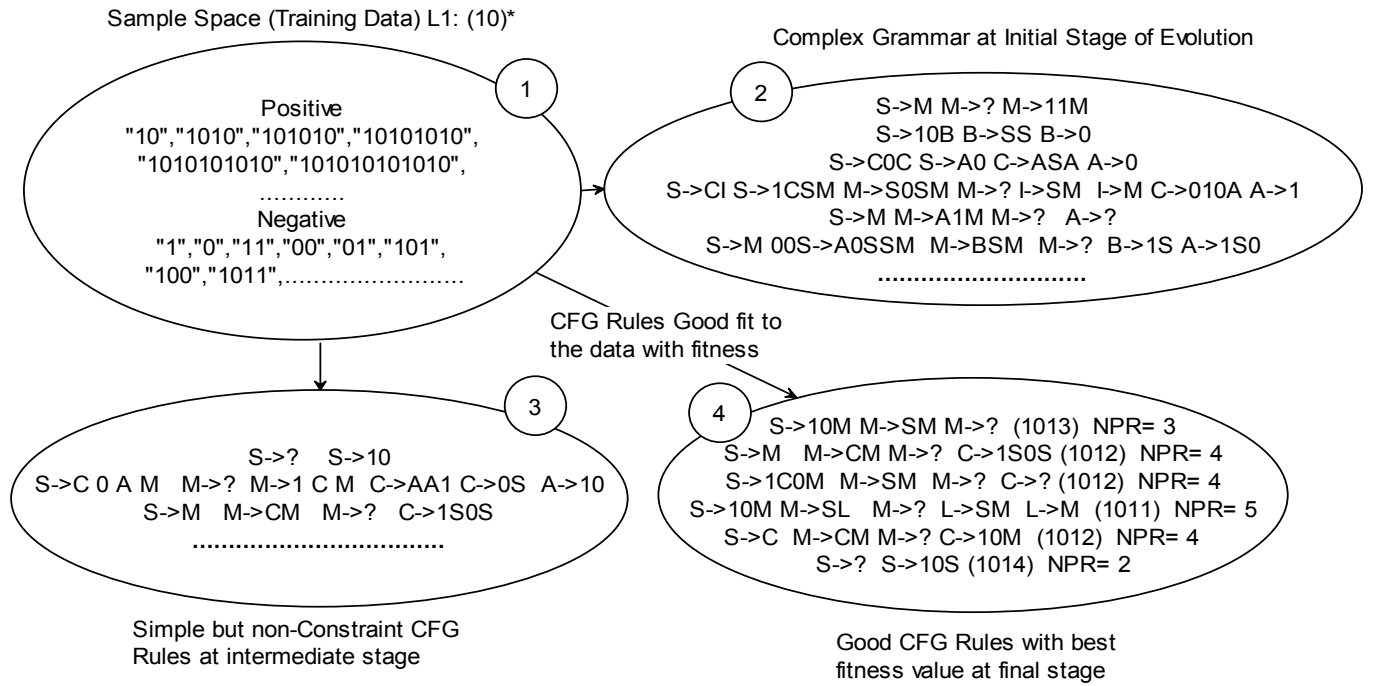 Sample Space (Training Data) L1: (10)*
1
Positive
"10","1010","101010","10101010",
"1010101010","101010101010",
............
Negative
"1","0","11","00","01","101",
"100","1011",.........................
Complex Grammar at Initial Stage of Evolution
2
S->M M->? M->11M
S->10B B->SS B->0
S->C0C S->A0 C->ASA A->0
S->CI S->1CSM M->S0SM M->? I->SM I->M C->010A A->1
S->M M->A1M M->? A->?
S->M 00S->A0SSM M->BSM M->? B->1S A->1S0
.............................
CFG Rules Good fit to
the data with fitness
3
S->? S->10
S->C 0 A M M->? M->1 C M C->AA1 C->0S A->10
S->M M->CM M->? C->1S0S
...................................
Simple but non-Constraint CFG
Rules at intermediate stage
4
S->10M M->SM M->? (1013) NPR= 3
S->M M->CM M->? C->1S0S (1012) NPR= 4
S->1C0M M->SM M->? C->? (1012) NPR= 4
S->10M M->SL M->? L->SM L->M (1011) NPR= 5
S->C M->CM M->? C->10M (1012) NPR= 4
S->? S->10S (1014) NPR= 2
Good CFG Rules with best
fitness value at final stage